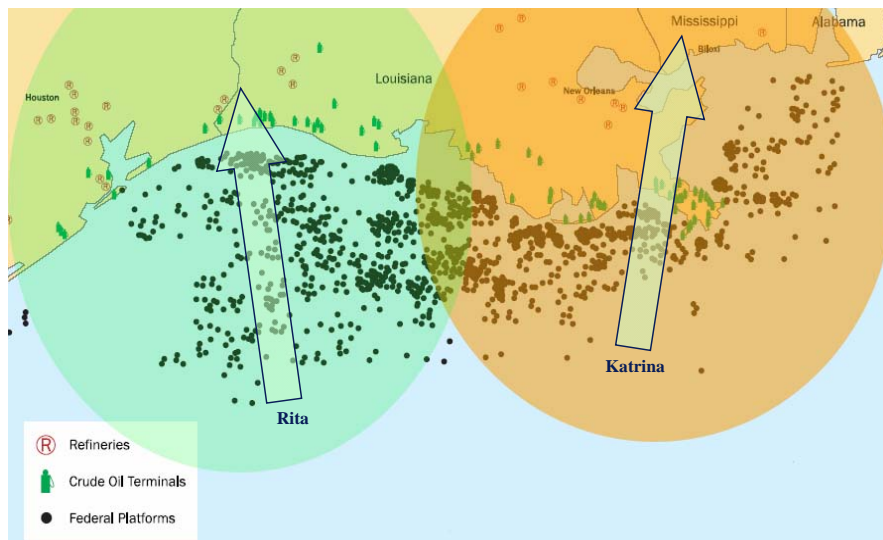 Mississippi
Alabama
Biloxi
Louisiana
Houston
New Orleans
Katrina
Rita
R Refineries
Crude Oil Terminals
Federal Platforms